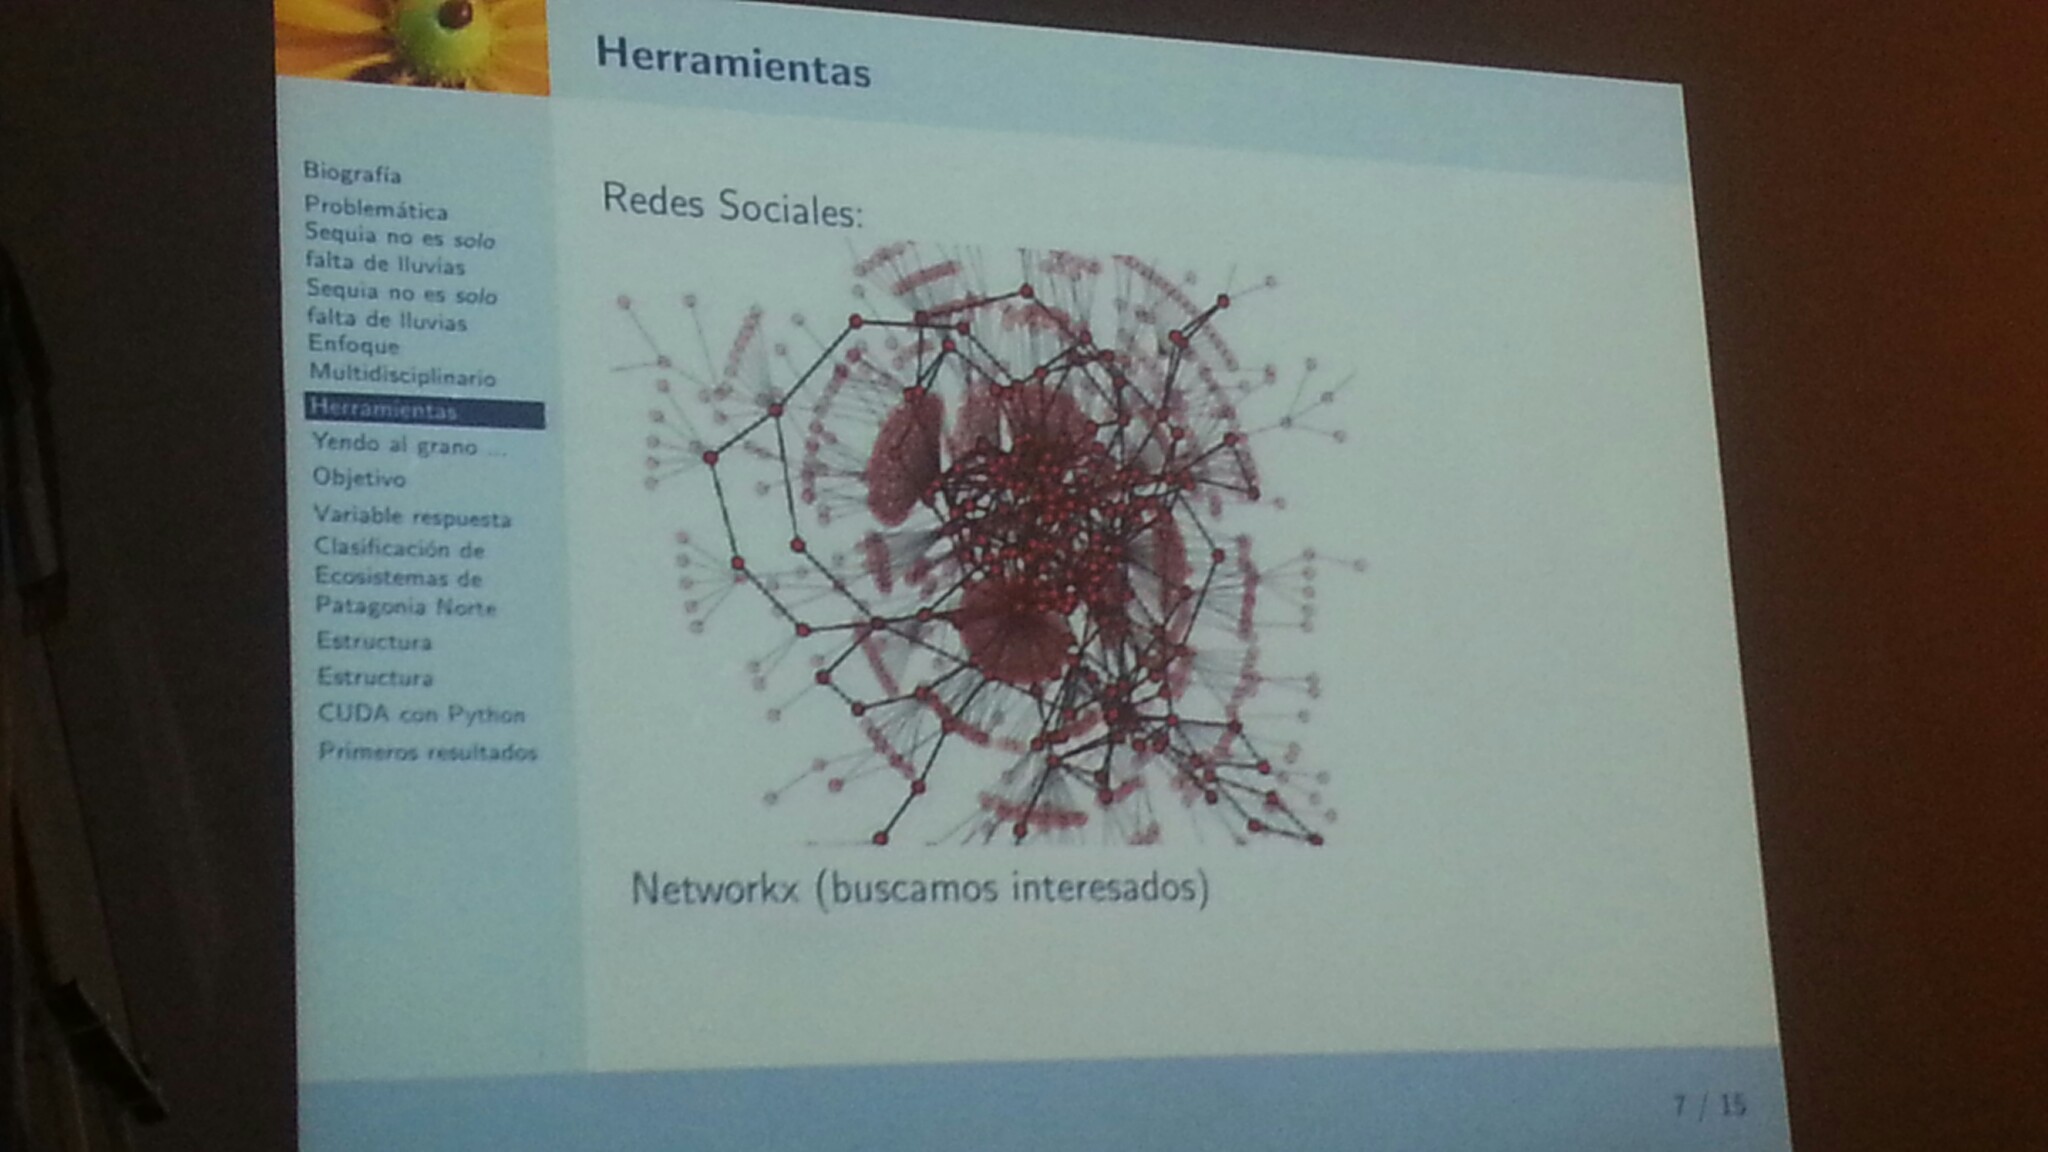 Herramientas
Biografía
Problemática
Sequia no es solo
falta de lluvias
Sequia no es solo
falta de lluvias
Enfoque
Multidisciplinario
Herramientas
Yendo al grano ...
Objetivo
Variable respuesta
Clasificación de
Ecosistemas de
Patagonia Norte
Estructura
Estructura
CUDA con Python
Primeros resultados
Redes Sociales:
Networkx (buscamos interesados)
7 / 15